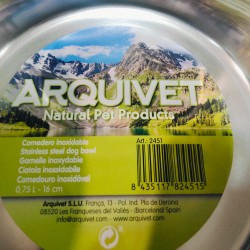 ARQUIVET
Natural Pet Products
Comedero inoxidable
Stainless steel dog bowl
Gamelle inoxydable
Ciotola inossidabile
Comedouro inoxidável
0,75 L - 16 cm
Art.: 2451
8 435117 824515
Arquivet S.L.U. França, 13 - Pol. Ind. Pla de Llerona
08520 Les Franqueses del Vallés - (Barcelona) Spain
info@arquivet.com - www.arquivet.com